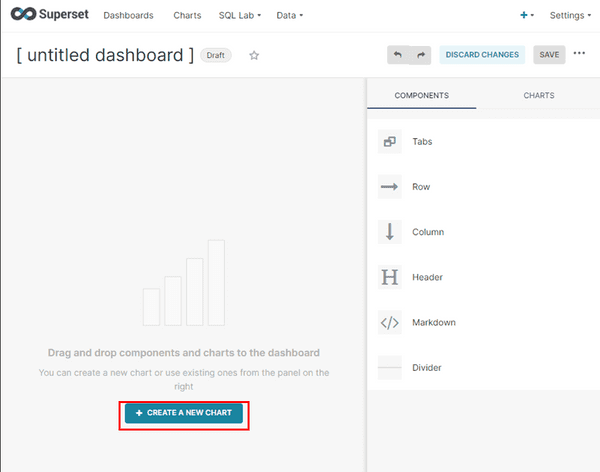 Superset Dashboards Charts SQL Lab Data + Settings
[ untitled dashboard ] Draft DISCARD CHANGES SAVE
COMPONENTS CHARTS
Tabs
Row
Column
H Header
</> Markdown
Divider
Drag and drop components and charts to the dashboard
You can create a new chart or use existing ones from the panel on the
right
+ CREATE A NEW CHART